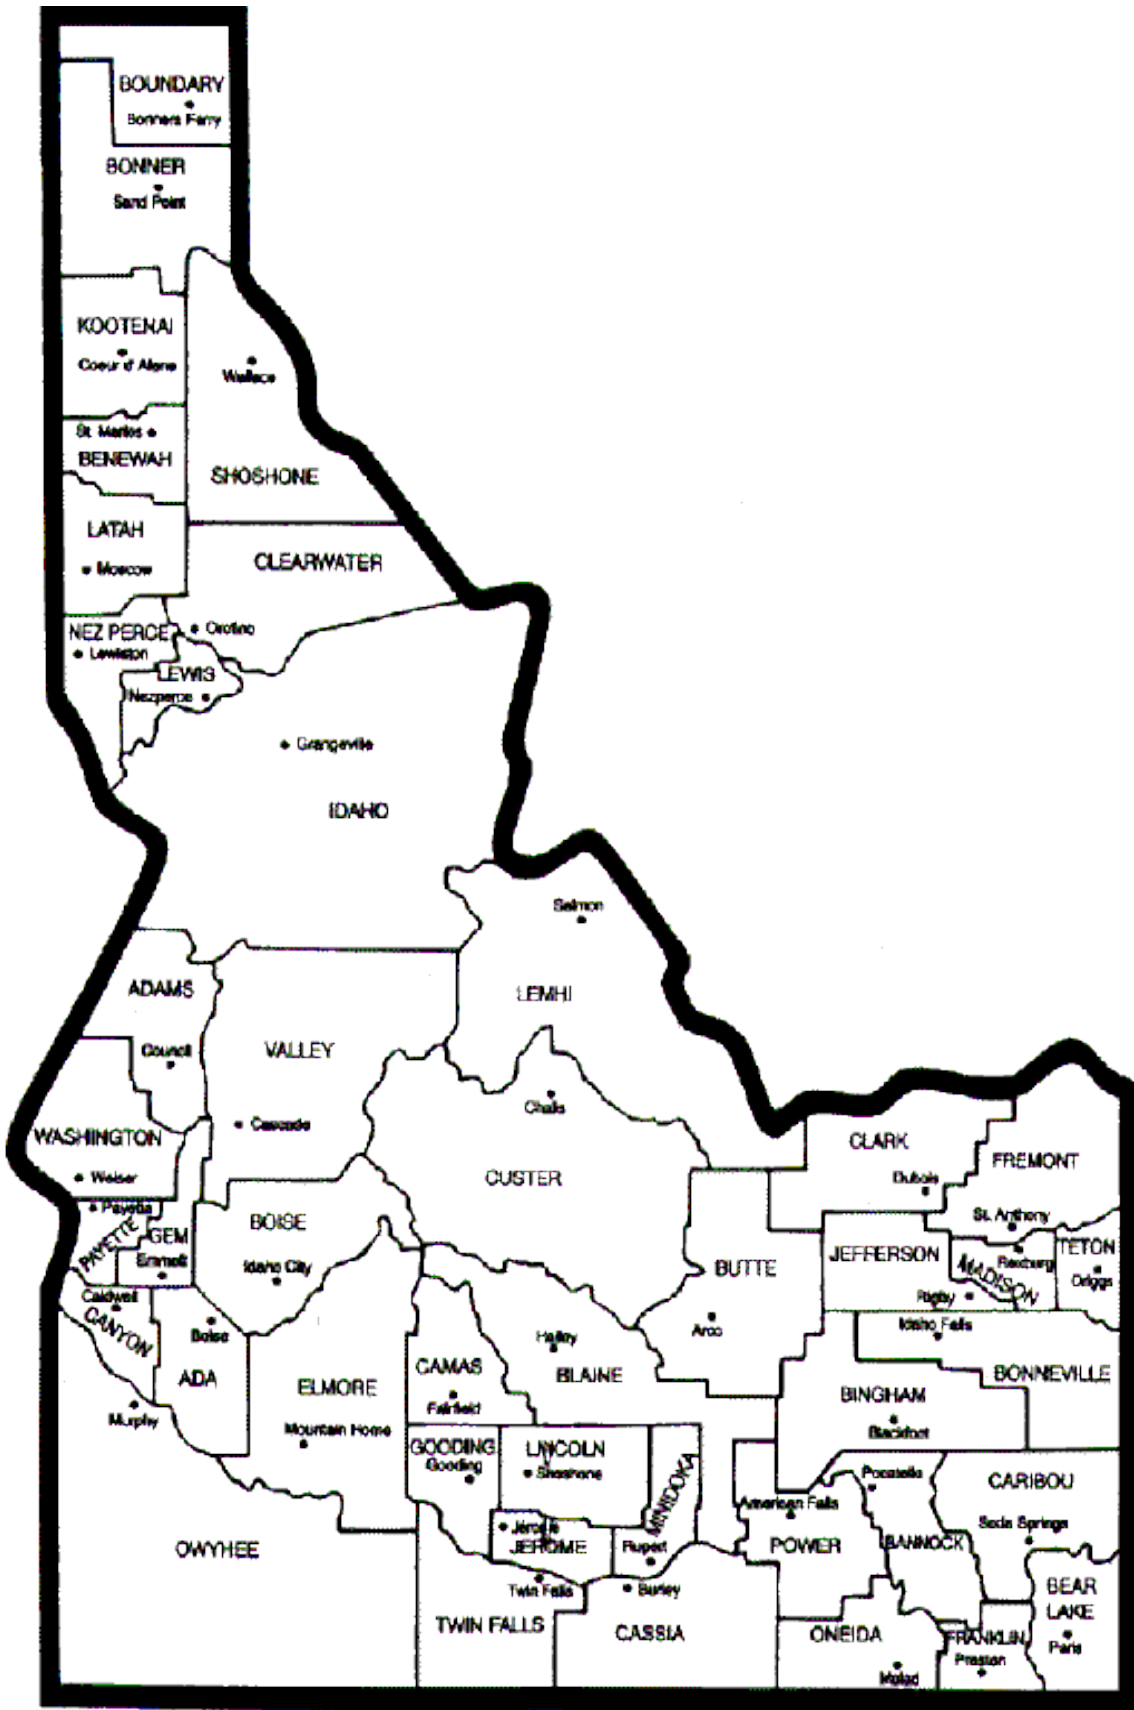 BOUNDARY
Bonners Ferry
BONNER
Sand Point
KOOTENAI
Coeur d' Alene
Wallace
St. Maries
BENEWAH
SHOSHONE
LATAH
Moscow
CLEARWATER
NEZ PERCE
Orofino
Lewiston
LEWIS
Nezperce
Grangeville
IDAHO
Salmon
ADAMS
LEMHI
Council
VALLEY
Challis
Cascade
WASHINGTON
CLARK
FREMONT
Weiser
CUSTER
Dubois
Payette
PAYETTE
BOISE
St. Anthony
GEM
Emmett
Idaho City
BUTTE
JEFFERSON
MADISON
Rexburg
TETON
Driggs
Caldwell
CANYON
Rigby
Boise
Arco
Idaho Falls
Hailey
ADA
ELMORE
CAMAS
BLAINE
BONNEVILLE
Fairfield
BINGHAM
Murphy
Mountain Home
Blackfoot
GOODING
Gooding
LINCOLN
Shoshone
MINIDOKA
Pocatello
CARIBOU
American Falls
Soda Springs
OWYHEE
Jerome
JEROME
Rupert
POWER
BANNOCK
Twin Falls
Burley
BEAR
LAKE
TWIN FALLS
CASSIA
ONEIDA
FRANKLIN
Preston
Paris
Malad